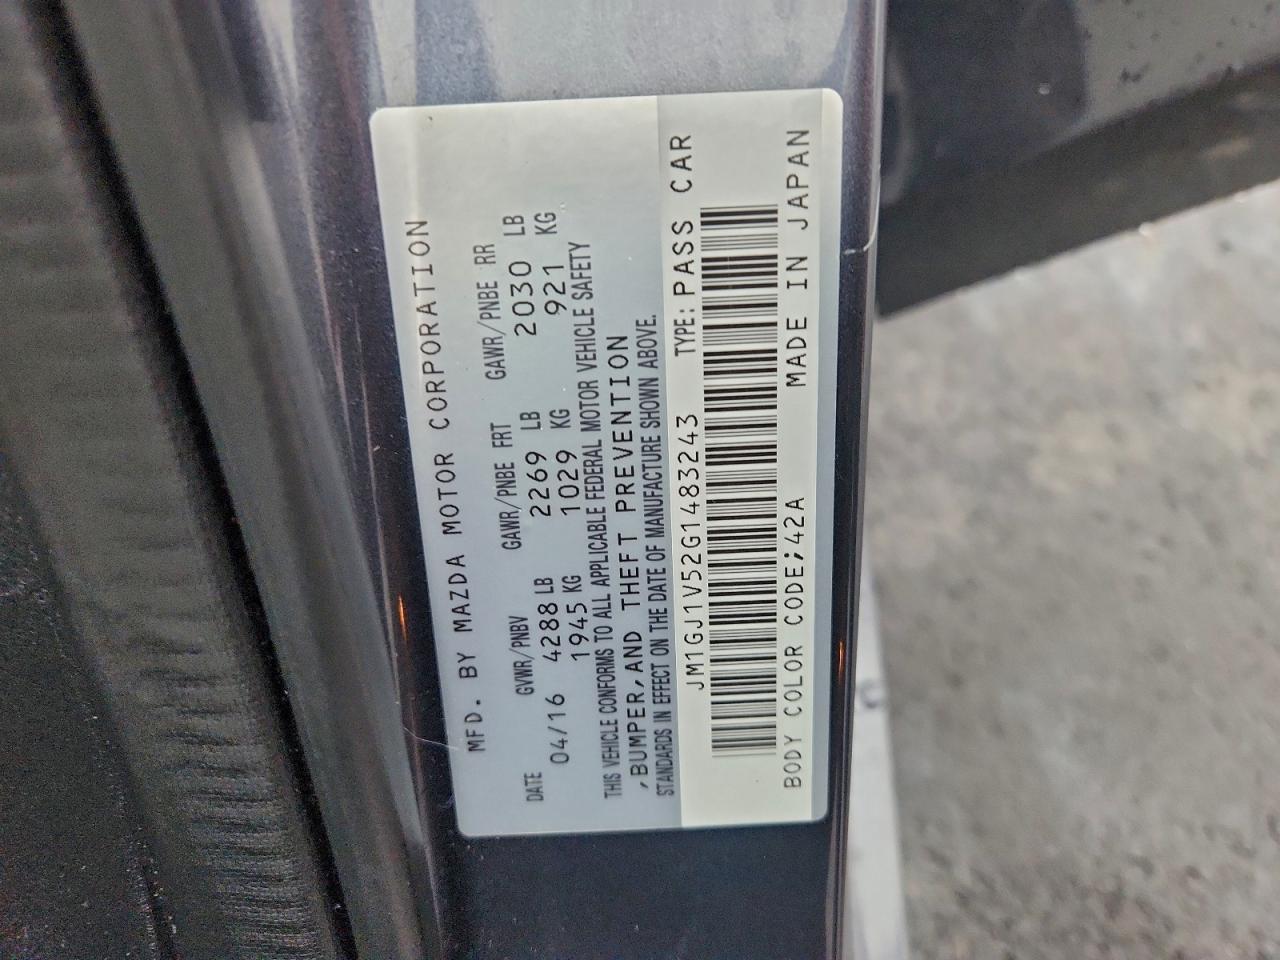 MFD. BY MAZDA MOTOR CORPORATION
DATE GVWR/PNBV GAWR/PNBE FRT GAWR/PNBE RR
04/16 4288 LB 2269 LB 2030 LB
1945 KG 1029 KG 921 KG
THIS VEHICLE CONFORMS TO ALL APPLICABLE FEDERAL MOTOR VEHICLE SAFETY
,BUMPER,AND THEFT PREVENTION
STANDARDS IN EFFECT ON THE DATE OF MANUFACTURE SHOWN ABOVE.
JM1GJ1V52G1483243 TYPE: PASS CAR
BODY COLOR CODE;42A MADE IN JAPAN